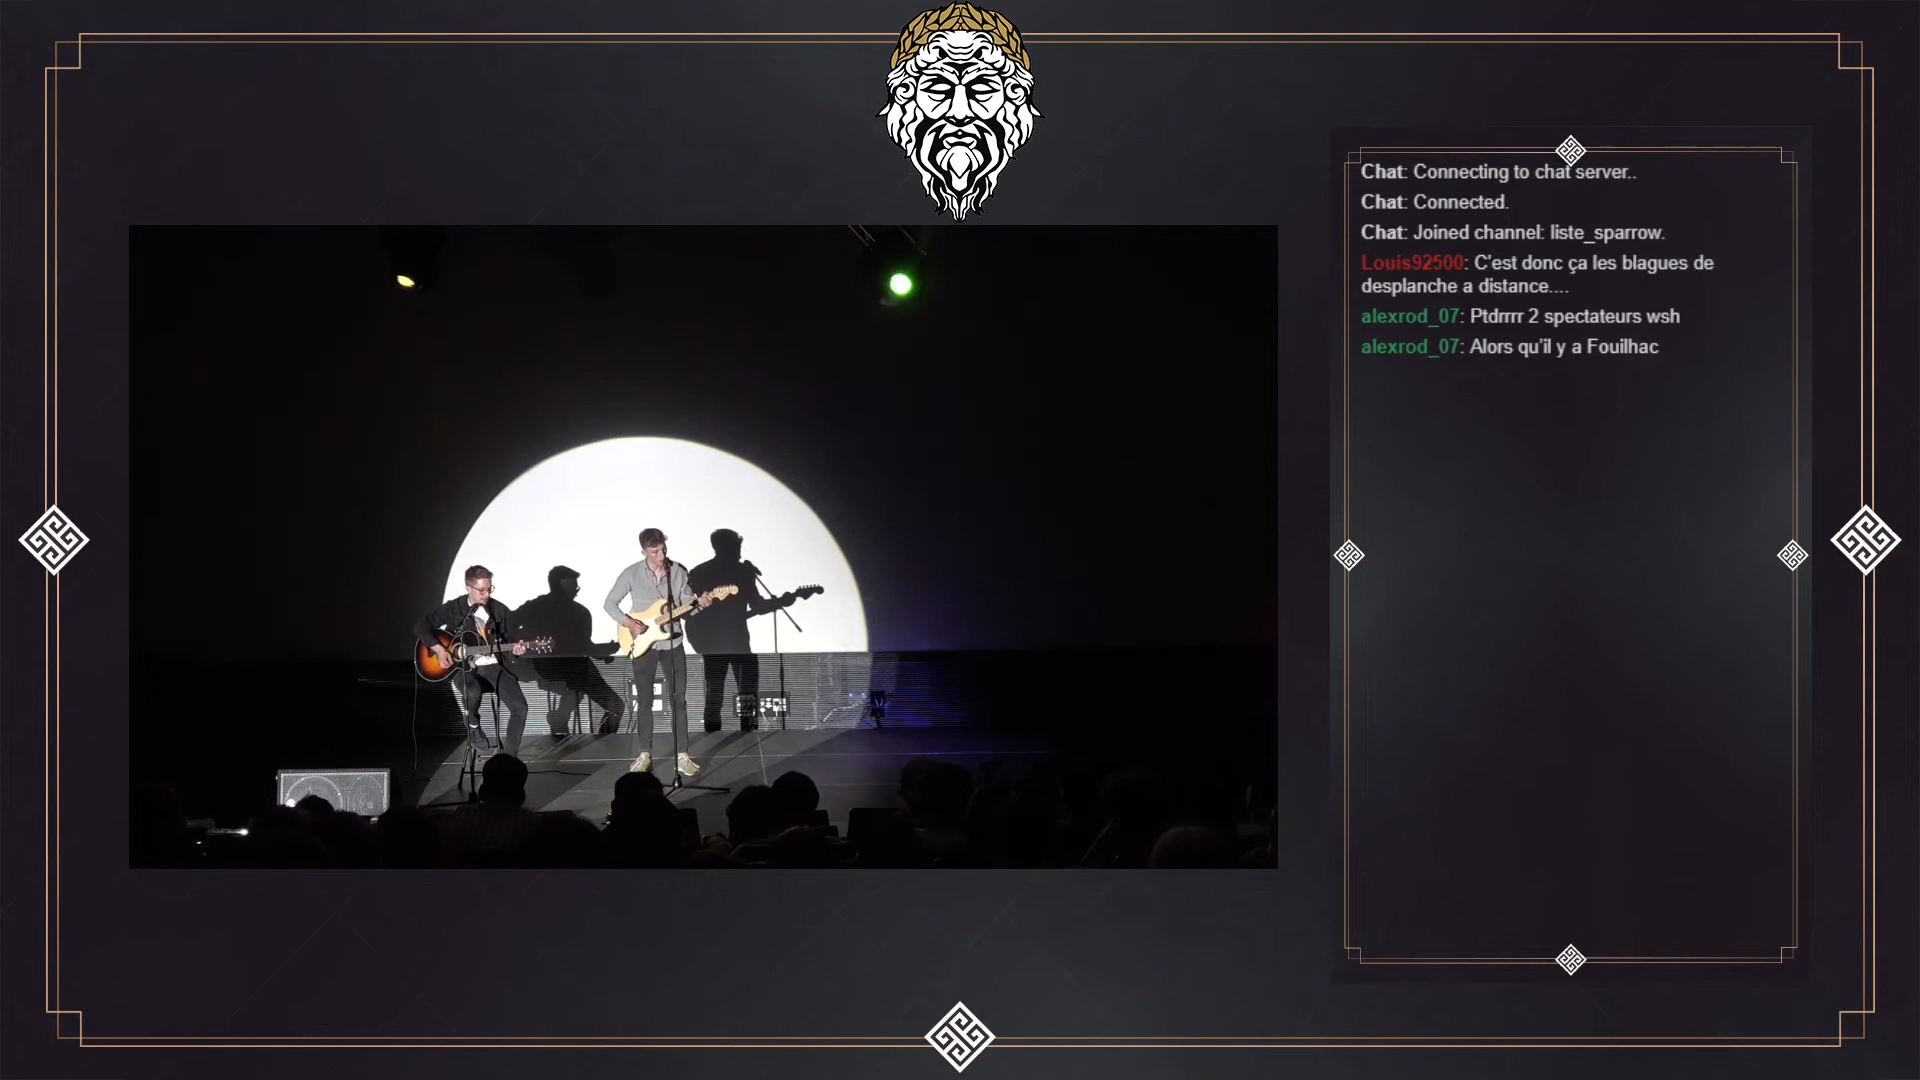 Chat: Connecting to chat server..
Chat: Connected.
Chat: Joined channel: liste_sparrow.
Louis92500: C'est donc ça les blagues de
desplanche a distance....
alexrod_07: Ptdrrrr 2 spectateurs wsh
alexrod_07: Alors qu'il y a Fouilhac